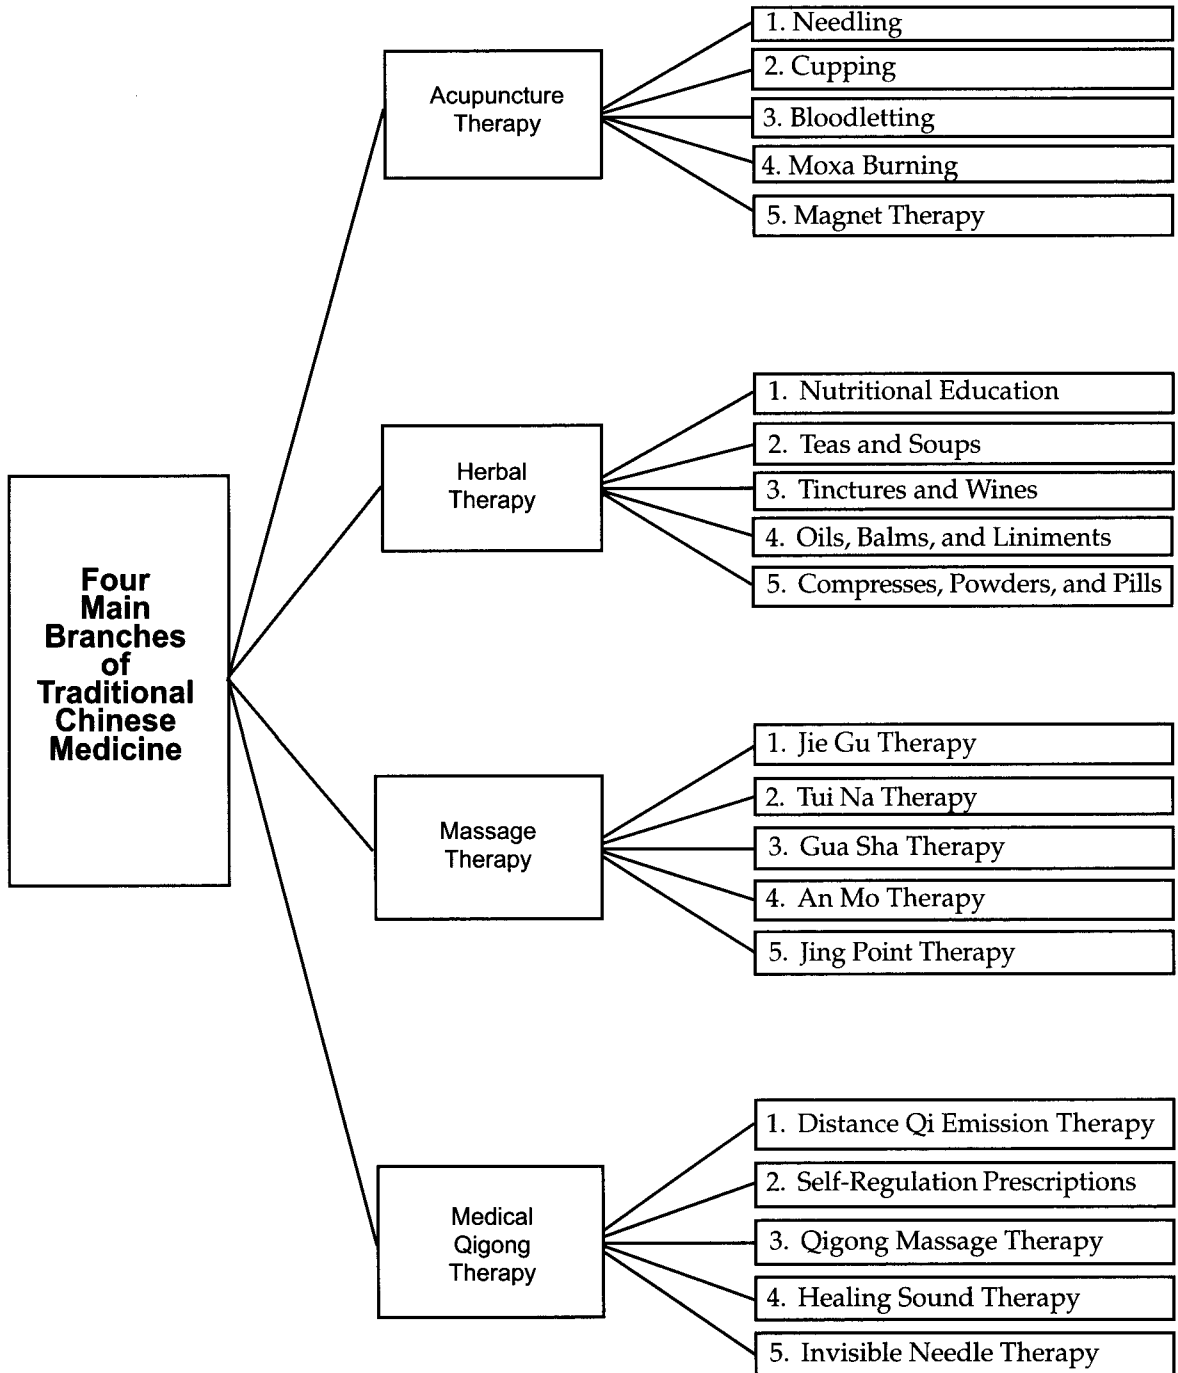 Four
Main
Branches
of
Traditional
Chinese
Medicine
Acupuncture
Therapy
1. Needling
2. Cupping
3. Bloodletting
4. Moxa Burning
5. Magnet Therapy
Herbal
Therapy
1. Nutritional Education
2. Teas and Soups
3. Tinctures and Wines
4. Oils, Balms, and Liniments
5. Compresses, Powders, and Pills
Massage
Therapy
1. Jie Gu Therapy
2. Tui Na Therapy
3. Gua Sha Therapy
4. An Mo Therapy
5. Jing Point Therapy
Medical
Qigong
Therapy
1. Distance Qi Emission Therapy
2. Self-Regulation Prescriptions
3. Qigong Massage Therapy
4. Healing Sound Therapy
5. Invisible Needle Therapy